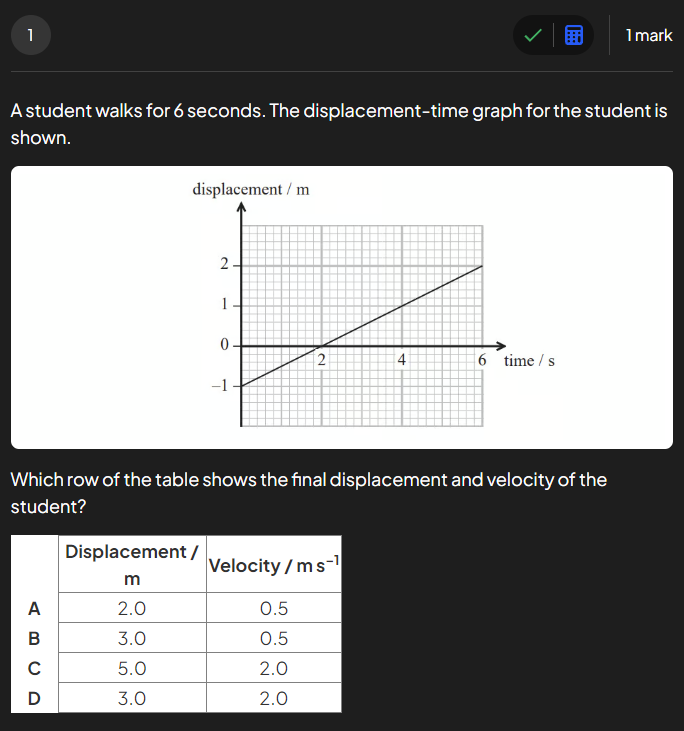 1
1 mark
A student walks for 6 seconds. The displacement-time graph for the student is
shown.
displacement / m
2
1
0
2 4 6 time / s
−1
Which row of the table shows the final displacement and velocity of the
student?
Displacement / m Velocity / m s⁻¹
A 2.0 0.5
B 3.0 0.5
C 5.0 2.0
D 3.0 2.0